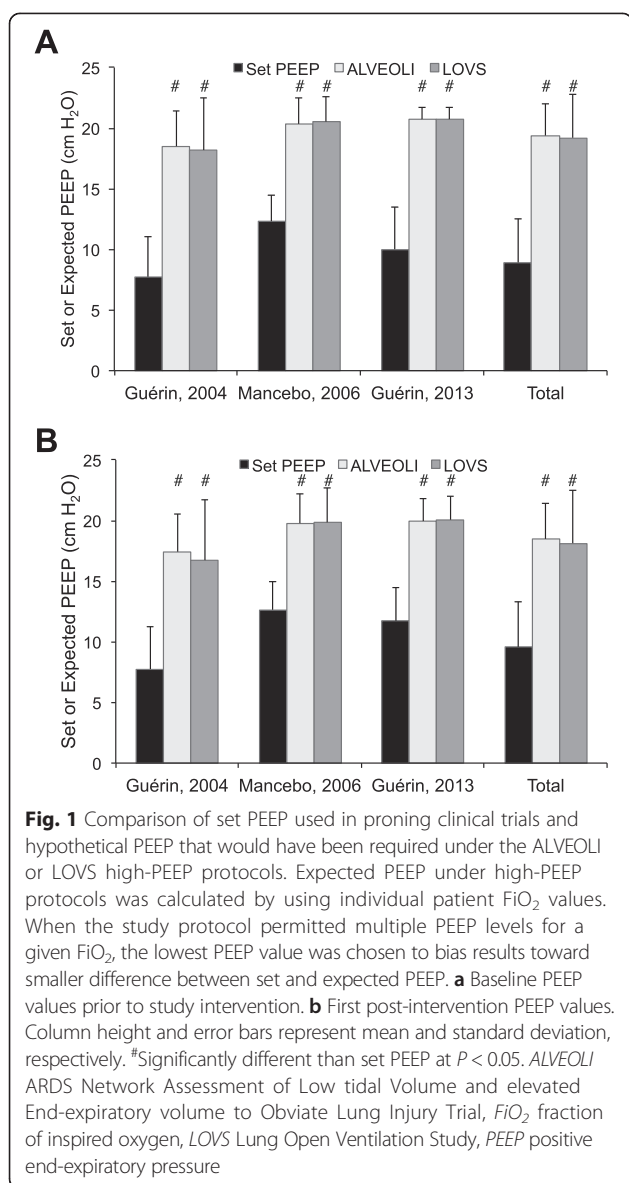 A
25
20
15
10
5
0
Set or Expected PEEP (cm H₂O)
Set PEEP ALVEOLI LOVS
# # # # # # # #
Guérin, 2004 Mancebo, 2006 Guérin, 2013 Total
B
25
20
15
10
5
0
Set or Expected PEEP (cm H₂O)
Set PEEP ALVEOLI LOVS
# # # # # # # #
Guérin, 2004 Mancebo, 2006 Guérin, 2013 Total
Fig. 1 Comparison of set PEEP used in proning clinical trials and
hypothetical PEEP that would have been required under the ALVEOLI
or LOVS high-PEEP protocols. Expected PEEP under high-PEEP
protocols was calculated by using individual patient FiO₂ values.
When the study protocol permitted multiple PEEP levels for a
given FiO₂, the lowest PEEP value was chosen to bias results toward
smaller difference between set and expected PEEP. a Baseline PEEP
values prior to study intervention. b First post-intervention PEEP values.
Column height and error bars represent mean and standard deviation,
respectively. #Significantly different than set PEEP at P < 0.05. ALVEOLI
ARDS Network Assessment of Low tidal Volume and elevated
End-expiratory volume to Obviate Lung Injury Trial, FiO₂ fraction
of inspired oxygen, LOVS Lung Open Ventilation Study, PEEP positive
end-expiratory pressure